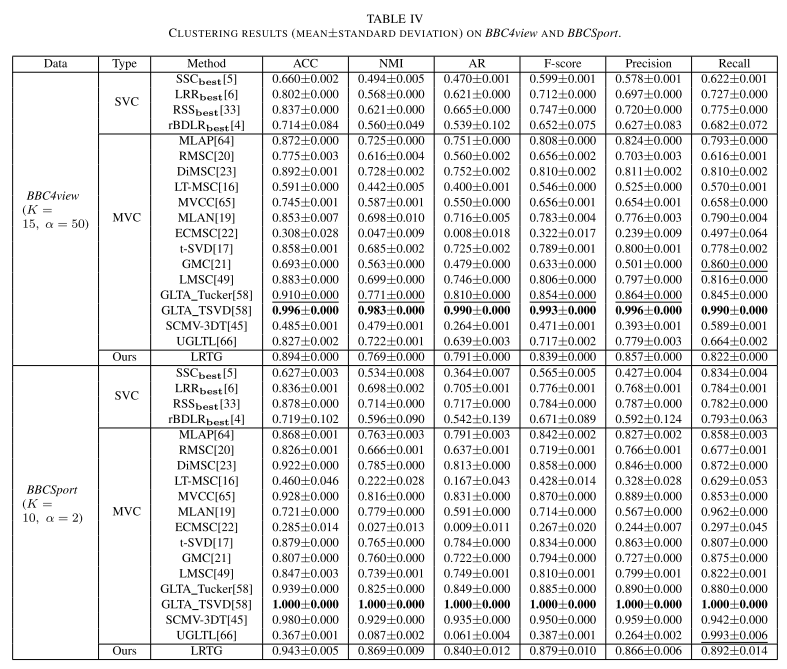 TABLE IV
CLUSTERING RESULTS (MEAN±STANDARD DEVIATION) ON BBC4view AND BBCSport.
Data Type Method ACC NMI AR F-score Precision Recall
BBC4view (K = 15, α = 50)
SVC
SSCbest[5] 0.660±0.002 0.494±0.005 0.470±0.001 0.599±0.001 0.578±0.001 0.622±0.001
LRRbest[6] 0.802±0.000 0.568±0.000 0.621±0.000 0.712±0.000 0.697±0.000 0.727±0.000
RSSbest[33] 0.837±0.000 0.621±0.000 0.665±0.000 0.747±0.000 0.720±0.000 0.775±0.000
rBDLRbest[4] 0.714±0.084 0.560±0.049 0.539±0.102 0.652±0.075 0.627±0.083 0.682±0.072
MVC
MLAP[64] 0.872±0.000 0.725±0.000 0.751±0.000 0.808±0.000 0.824±0.000 0.793±0.000
RMSC[20] 0.775±0.003 0.616±0.004 0.560±0.002 0.656±0.002 0.703±0.003 0.616±0.001
DiMSC[23] 0.892±0.001 0.728±0.002 0.752±0.002 0.810±0.002 0.811±0.002 0.810±0.002
LT-MSC[16] 0.591±0.000 0.442±0.005 0.400±0.001 0.546±0.000 0.525±0.000 0.570±0.001
MVCC[65] 0.745±0.001 0.587±0.001 0.550±0.000 0.656±0.001 0.654±0.001 0.658±0.000
MLAN[19] 0.853±0.007 0.698±0.010 0.716±0.005 0.783±0.004 0.776±0.003 0.790±0.004
ECMSC[22] 0.308±0.028 0.047±0.009 0.008±0.018 0.322±0.017 0.239±0.009 0.497±0.064
t-SVD[17] 0.858±0.001 0.685±0.002 0.725±0.002 0.789±0.001 0.800±0.001 0.778±0.002
GMC[21] 0.693±0.000 0.563±0.000 0.479±0.000 0.633±0.000 0.501±0.000 0.860±0.000
LMSC[49] 0.883±0.000 0.699±0.000 0.746±0.000 0.806±0.000 0.797±0.000 0.816±0.000
GLTA_Tucker[58] 0.910±0.000 0.771±0.000 0.810±0.000 0.854±0.000 0.864±0.000 0.845±0.000
GLTA_TSVD[58] 0.996±0.000 0.983±0.000 0.990±0.000 0.993±0.000 0.996±0.000 0.990±0.000
SCMV-3DT[45] 0.485±0.001 0.479±0.001 0.264±0.001 0.471±0.001 0.393±0.001 0.589±0.001
UGLTL[66] 0.827±0.002 0.722±0.001 0.639±0.003 0.717±0.002 0.779±0.003 0.664±0.002
Ours LRTG 0.894±0.000 0.769±0.000 0.791±0.000 0.839±0.000 0.857±0.000 0.822±0.000
BBCSport (K = 10, α = 2)
SVC
SSCbest[5] 0.627±0.003 0.534±0.008 0.364±0.007 0.565±0.005 0.427±0.004 0.834±0.004
LRRbest[6] 0.836±0.001 0.698±0.002 0.705±0.001 0.776±0.001 0.768±0.001 0.784±0.001
RSSbest[33] 0.878±0.000 0.714±0.000 0.717±0.000 0.784±0.000 0.787±0.000 0.782±0.000
rBDLRbest[4] 0.719±0.102 0.596±0.090 0.542±0.139 0.671±0.089 0.592±0.124 0.793±0.063
MVC
MLAP[64] 0.868±0.001 0.763±0.003 0.791±0.003 0.842±0.002 0.827±0.002 0.858±0.003
RMSC[20] 0.826±0.001 0.666±0.001 0.637±0.001 0.719±0.001 0.766±0.001 0.677±0.001
DiMSC[23] 0.922±0.000 0.785±0.000 0.813±0.000 0.858±0.000 0.846±0.000 0.872±0.000
LT-MSC[16] 0.460±0.046 0.222±0.028 0.167±0.043 0.428±0.014 0.328±0.028 0.629±0.053
MVCC[65] 0.928±0.000 0.816±0.000 0.831±0.000 0.870±0.000 0.889±0.000 0.853±0.000
MLAN[19] 0.721±0.000 0.779±0.000 0.591±0.000 0.714±0.000 0.567±0.000 0.962±0.000
ECMSC[22] 0.285±0.014 0.027±0.013 0.009±0.011 0.267±0.020 0.244±0.007 0.297±0.045
t-SVD[17] 0.879±0.000 0.765±0.000 0.784±0.000 0.834±0.000 0.863±0.000 0.807±0.000
GMC[21] 0.807±0.000 0.760±0.000 0.722±0.000 0.794±0.000 0.727±0.000 0.875±0.000
LMSC[49] 0.847±0.003 0.739±0.001 0.749±0.001 0.810±0.001 0.799±0.001 0.822±0.001
GLTA_Tucker[58] 0.939±0.000 0.825±0.000 0.849±0.000 0.885±0.000 0.890±0.000 0.880±0.000
GLTA_TSVD[58] 1.000±0.000 1.000±0.000 1.000±0.000 1.000±0.000 1.000±0.000 1.000±0.000
SCMV-3DT[45] 0.980±0.000 0.929±0.000 0.935±0.000 0.950±0.000 0.959±0.000 0.942±0.000
UGLTL[66] 0.367±0.001 0.087±0.002 0.061±0.004 0.387±0.001 0.264±0.002 0.993±0.006
Ours LRTG 0.943±0.005 0.869±0.009 0.840±0.012 0.879±0.010 0.866±0.006 0.892±0.014